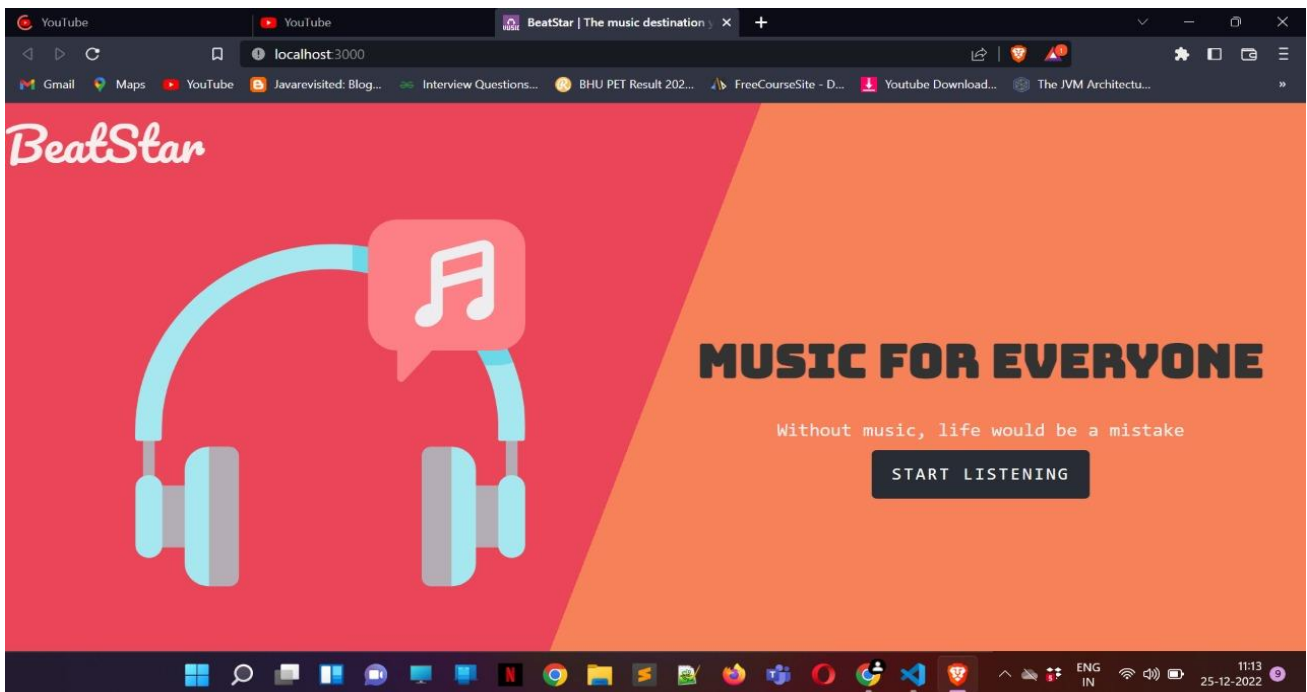 YouTube
YouTube
BeatStar | The music destination
localhost:3000
Gmail
Maps
YouTube
Javarevisited: Blog...
Interview Questions...
BHU PET Result 202...
FreeCourseSite - D...
Youtube Download...
The JVM Architectu...
BeatStar
MUSIC FOR EVERYONE
Without music, life would be a mistake
START LISTENING
ENG
IN
11:13
25-12-2022
9